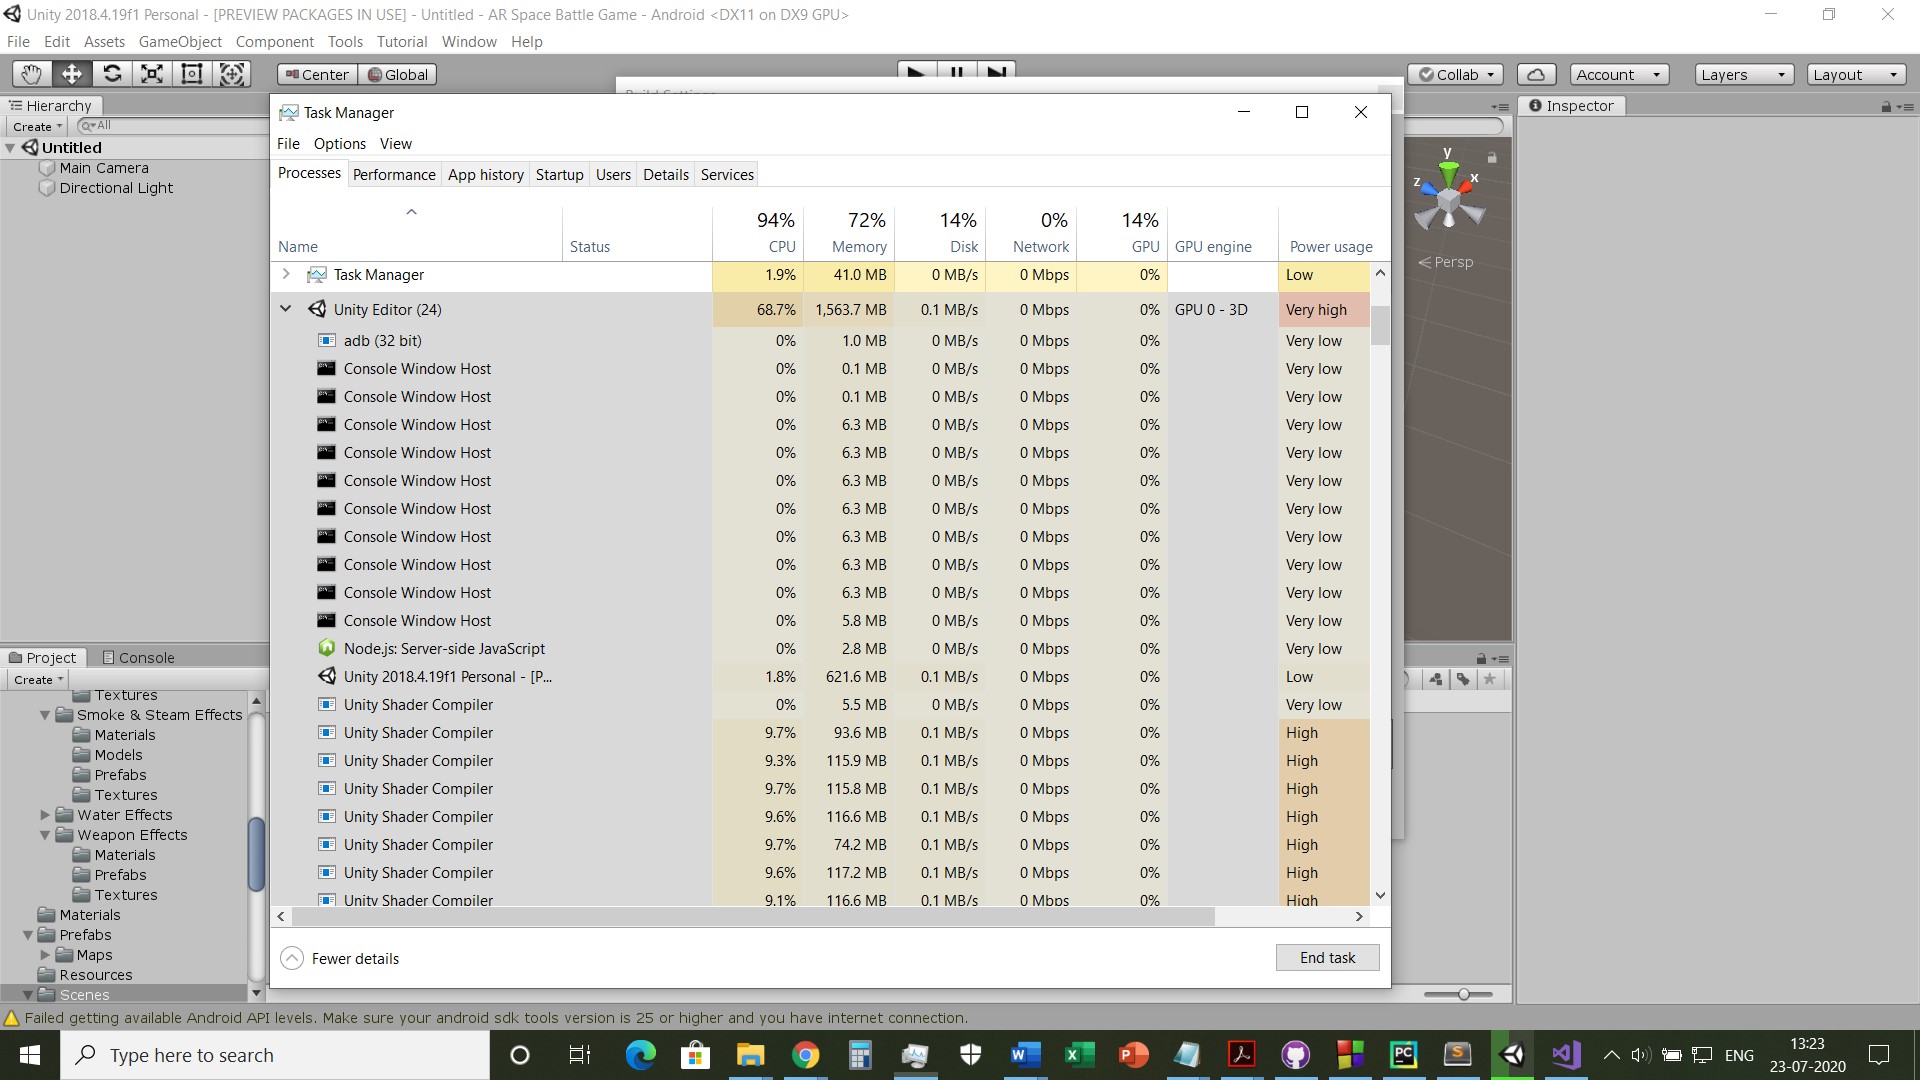 Unity 2018.4.19f1 Personal - [PREVIEW PACKAGES IN USE] - Untitled - AR Space Battle Game - Android <DX11 on DX9 GPU>
File Edit Assets GameObject Component Tools Tutorial Window Help
Center Global Collab Account Layers Layout
Hierarchy
Create All
Untitled
Main Camera
Directional Light
Inspector
y
z x
Persp
Task Manager
File Options View
Processes Performance App history Startup Users Details Services
94% 72% 14% 0% 14%
Name Status CPU Memory Disk Network GPU GPU engine Power usage
Task Manager 1.9% 41.0 MB 0 MB/s 0 Mbps 0% Low
Unity Editor (24) 68.7% 1,563.7 MB 0.1 MB/s 0 Mbps 0% GPU 0 - 3D Very high
adb (32 bit) 0% 1.0 MB 0 MB/s 0 Mbps 0% Very low
Console Window Host 0% 0.1 MB 0 MB/s 0 Mbps 0% Very low
Console Window Host 0% 0.1 MB 0 MB/s 0 Mbps 0% Very low
Console Window Host 0% 6.3 MB 0 MB/s 0 Mbps 0% Very low
Console Window Host 0% 6.3 MB 0 MB/s 0 Mbps 0% Very low
Console Window Host 0% 6.3 MB 0 MB/s 0 Mbps 0% Very low
Console Window Host 0% 6.3 MB 0 MB/s 0 Mbps 0% Very low
Console Window Host 0% 6.3 MB 0 MB/s 0 Mbps 0% Very low
Console Window Host 0% 6.3 MB 0 MB/s 0 Mbps 0% Very low
Console Window Host 0% 6.3 MB 0 MB/s 0 Mbps 0% Very low
Console Window Host 0% 5.8 MB 0 MB/s 0 Mbps 0% Very low
Node.js: Server-side JavaScript 0% 2.8 MB 0 MB/s 0 Mbps 0% Very low
Unity 2018.4.19f1 Personal - [P... 1.8% 621.6 MB 0.1 MB/s 0 Mbps 0% Low
Unity Shader Compiler 0% 5.5 MB 0 MB/s 0 Mbps 0% Very low
Unity Shader Compiler 9.7% 93.6 MB 0.1 MB/s 0 Mbps 0% High
Unity Shader Compiler 9.3% 115.9 MB 0.1 MB/s 0 Mbps 0% High
Unity Shader Compiler 9.7% 115.8 MB 0.1 MB/s 0 Mbps 0% High
Unity Shader Compiler 9.6% 116.6 MB 0.1 MB/s 0 Mbps 0% High
Unity Shader Compiler 9.7% 74.2 MB 0.1 MB/s 0 Mbps 0% High
Unity Shader Compiler 9.6% 117.2 MB 0.1 MB/s 0 Mbps 0% High
Unity Shader Compiler 9.1% 116.6 MB 0.1 MB/s 0 Mbps 0% High
Fewer details End task
Project Console
Create
Textures
Smoke & Steam Effects
Materials
Models
Prefabs
Textures
Water Effects
Weapon Effects
Materials
Prefabs
Textures
Materials
Prefabs
Maps
Resources
Scenes
Failed getting available Android API levels. Make sure your android sdk tools version is 25 or higher and you have internet connection.
Type here to search
ENG
13:23
23-07-2020